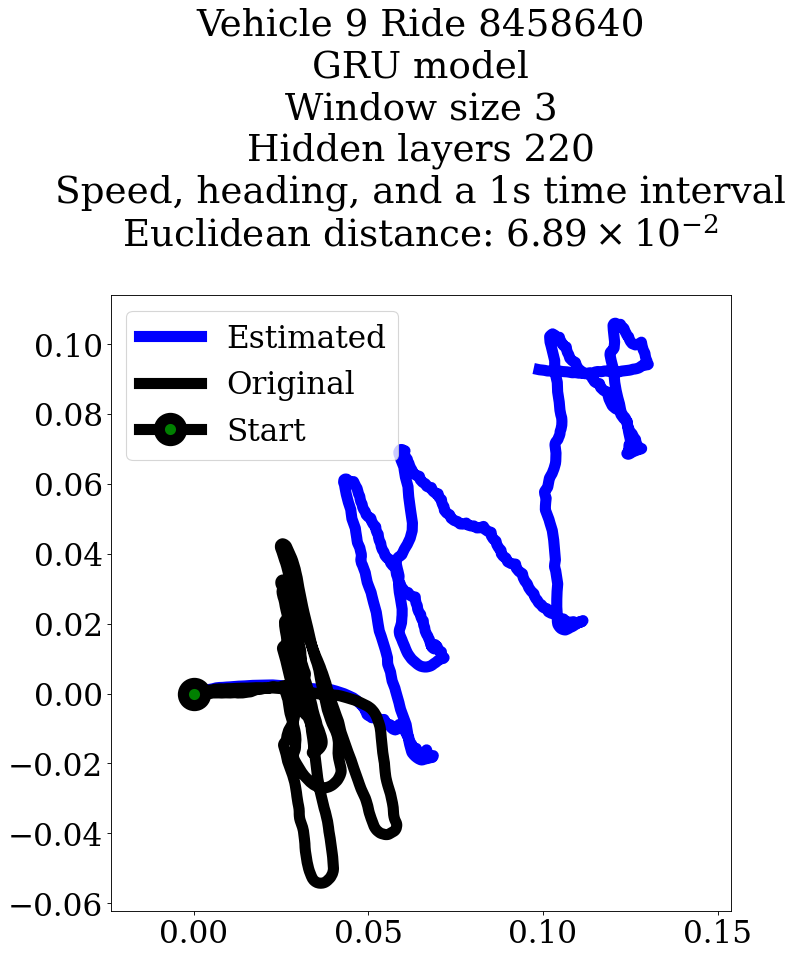 Vehicle 9 Ride 8458640
GRU model
Window size 3
Hidden layers 220
Speed, heading, and a 1s time interval
Euclidean distance: 6.89 × 10⁻²
Estimated
Original
Start
0.10
0.08
0.06
0.04
0.02
0.00
−0.02
−0.04
−0.06
0.00 0.05 0.10 0.15